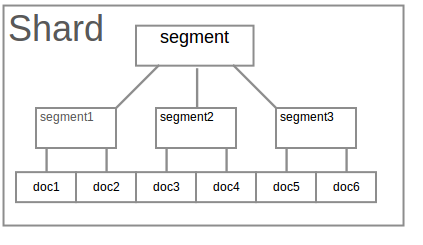 Shard
segment
segment1 segment2 segment3
doc1 doc2 doc3 doc4 doc5 doc6